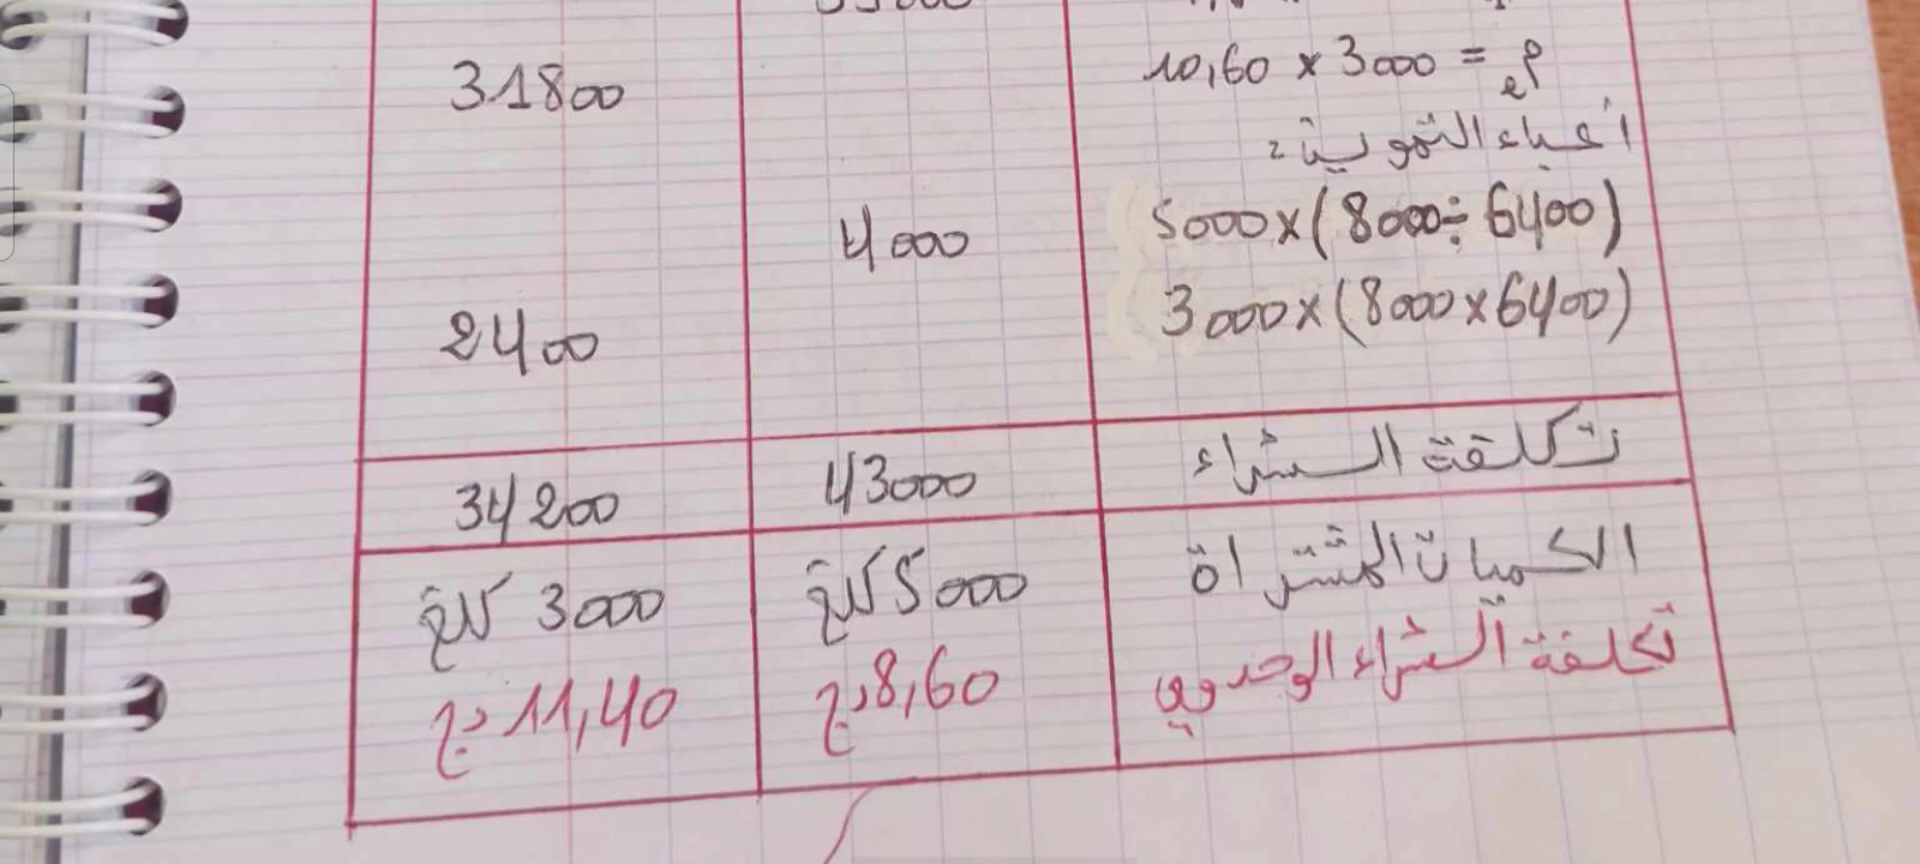 10,60 × 3000 = م 31800
أعباء التموين:
5000×(8000÷6400) 4000
3000×(8000×6400) 2400
تكلفة الشراء 43000 34200
الكميات المشتراة 5000 كلغ 3000 كلغ
تكلفة الشراء الوحدوي 8,60 دج 11,40 دج